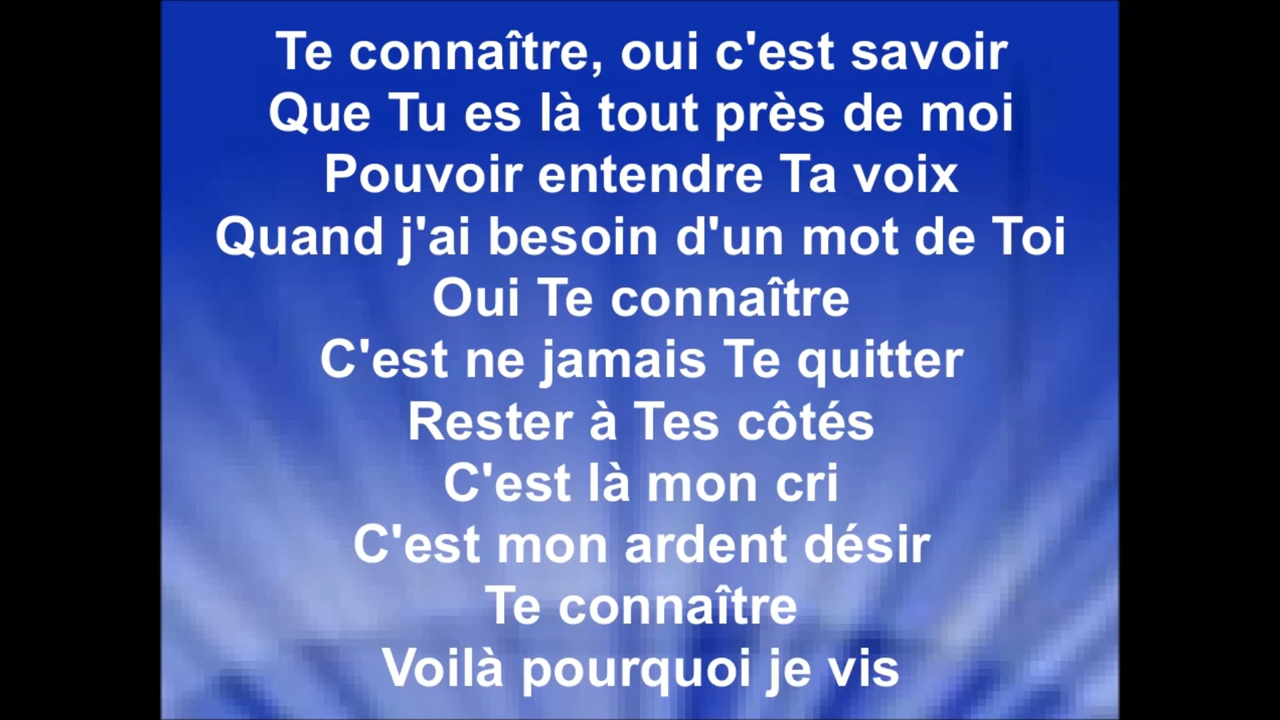 Te connaître, oui c'est savoir
Que Tu es là tout près de moi
Pouvoir entendre Ta voix
Quand j'ai besoin d'un mot de Toi
Oui Te connaître
C'est ne jamais Te quitter
Rester à Tes côtés
C'est là mon cri
C'est mon ardent désir
Te connaître
Voilà pourquoi je vis